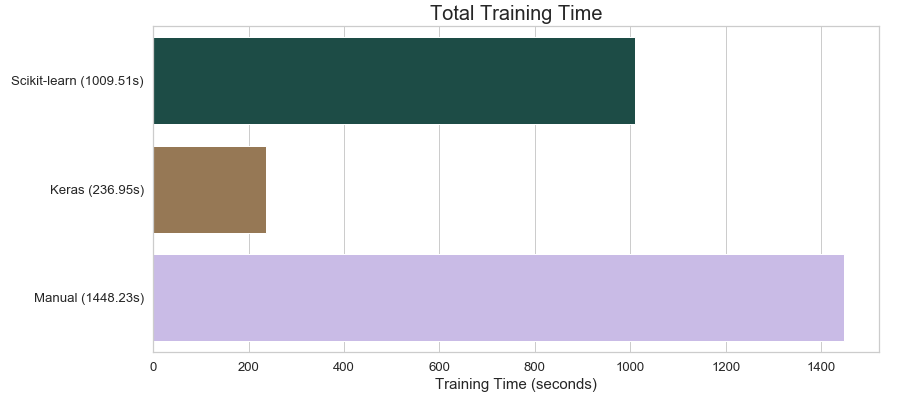 Total Training Time
Scikit-learn (1009.51s)
Keras (236.95s)
Manual (1448.23s)
0 200 400 600 800 1000 1200 1400
Training Time (seconds)